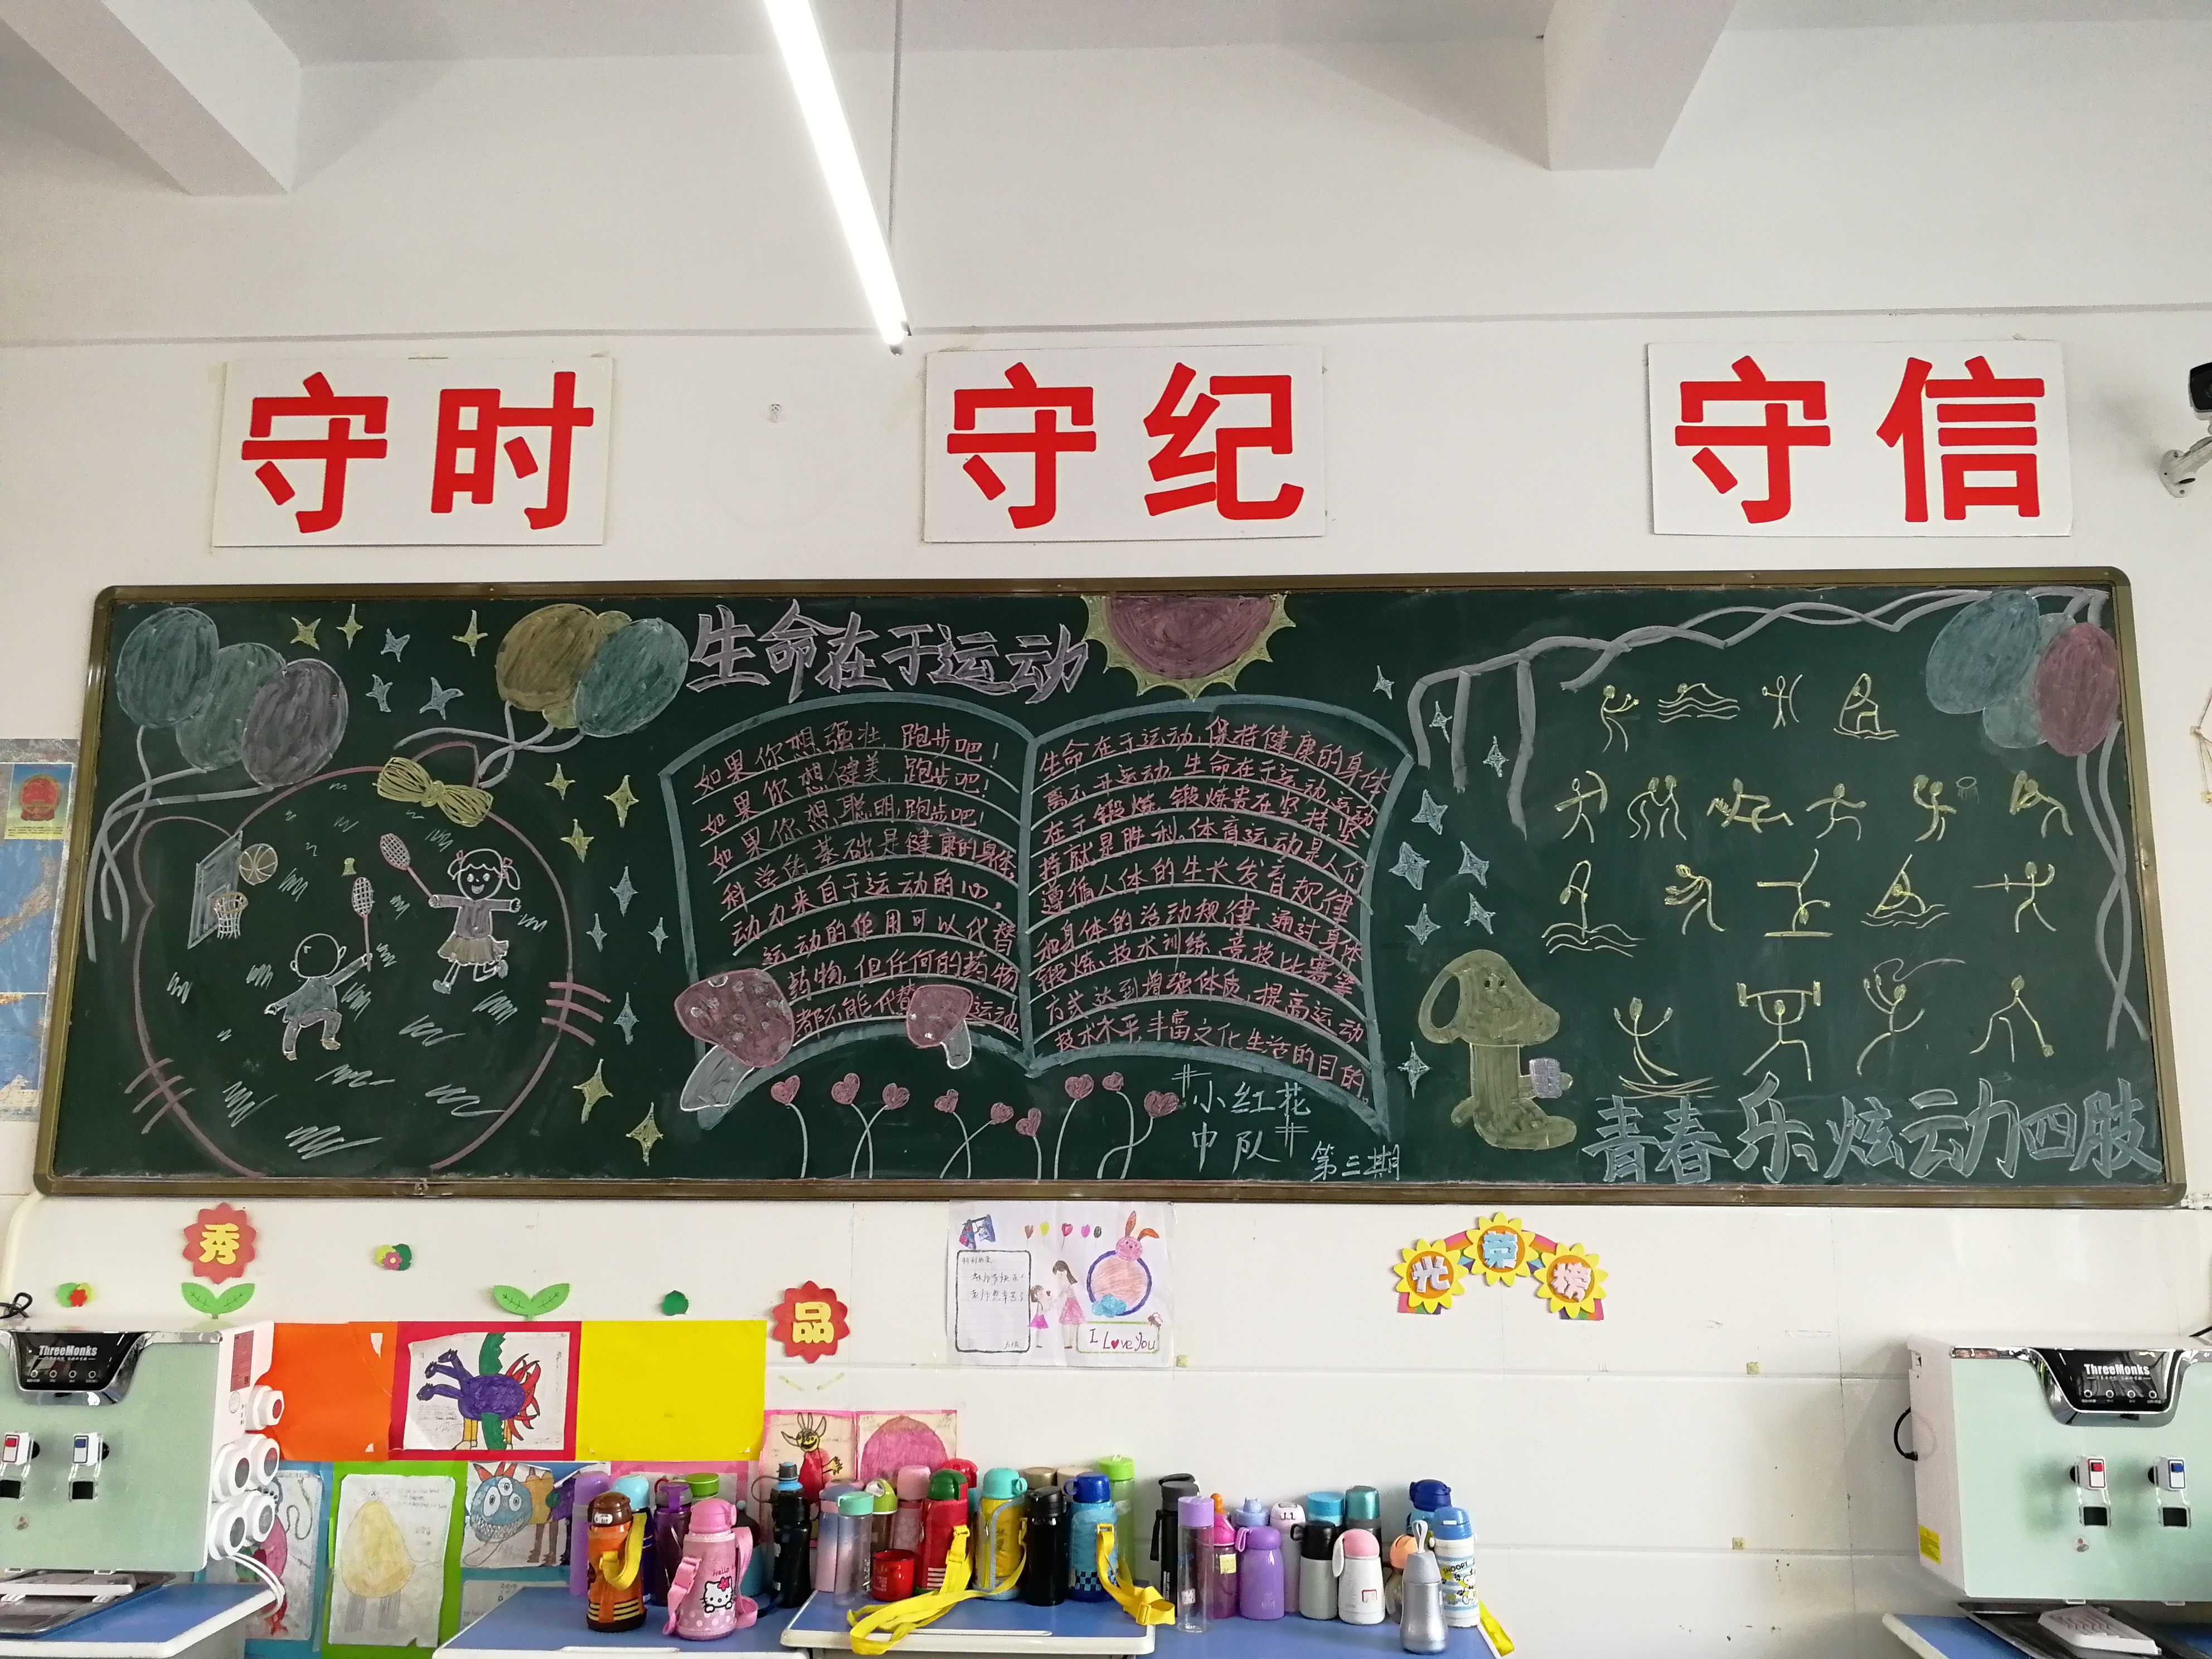 守时
守纪
守信
生命在于运动
如果你想强壮，跑步吧！
如果你想健美，跑步吧！
如果你想聪明，跑步吧！
科学的基础是健康的身体，
动力来自于运动的心，
运动的作用可以代替
药物，但任何的药物
都不能代替运动。
生命在于运动，保持健康的身体
离不开运动，生命在于运动，运动
在于锻炼，锻炼贵在坚持，坚
持就是胜利，体育运动是人们
遵循人体的生长发育规律
和身体的活动规律，通过身体
锻炼、技术训练、竞技比赛等
方式达到增强体质，提高运动
技术水平，丰富文化生活的目的。
#小红花
中队#
第三期
青春乐炫动力四肢
秀
品
光荣榜
I Love You
ThreeMonks
ThreeMonks
Hello
SNOOPY